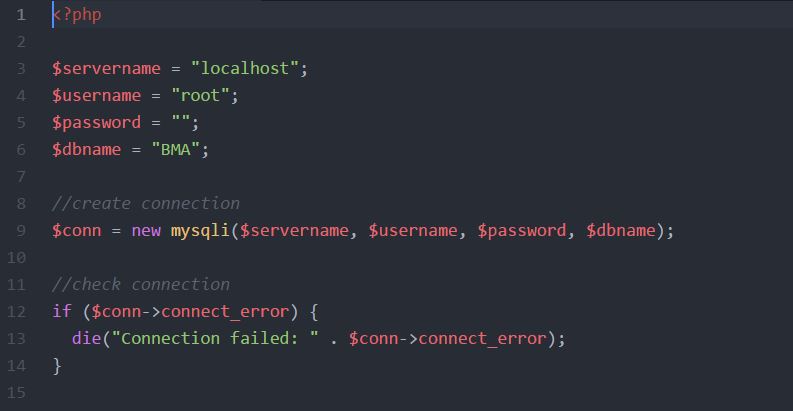 1 <?php
2
3 $servername = "localhost";
4 $username = "root";
5 $password = "";
6 $dbname = "BMA";
7
8 //create connection
9 $conn = new mysqli($servername, $username, $password, $dbname);
10
11 //check connection
12 if ($conn->connect_error) {
13   die("Connection failed: " . $conn->connect_error);
14 }
15